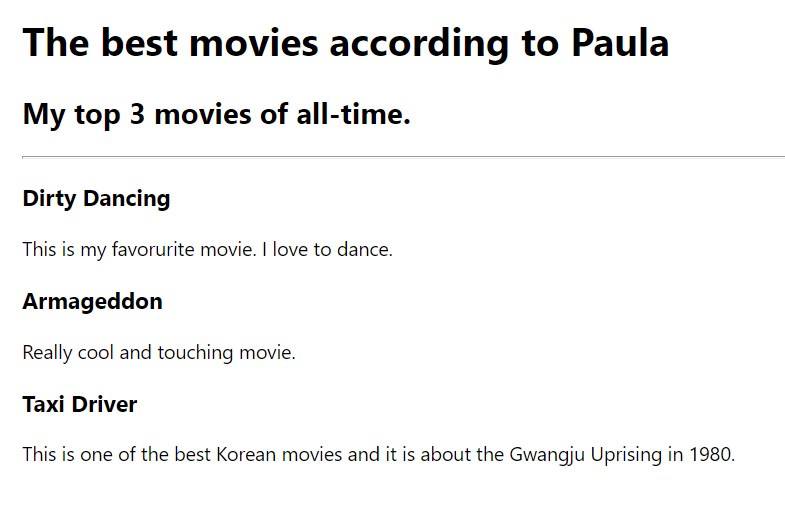 The best movies according to Paula
My top 3 movies of all-time.
Dirty Dancing
This is my favorurite movie. I love to dance.
Armageddon
Really cool and touching movie.
Taxi Driver
This is one of the best Korean movies and it is about the Gwangju Uprising in 1980.